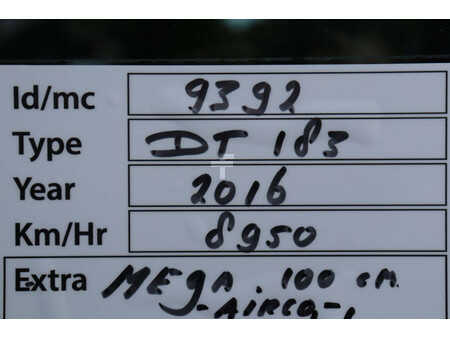 Id/mc 9392
Type DT 183
Year 2016
Km/Hr 8950
Extra MEgA. 100 cm.
-AIRCO-